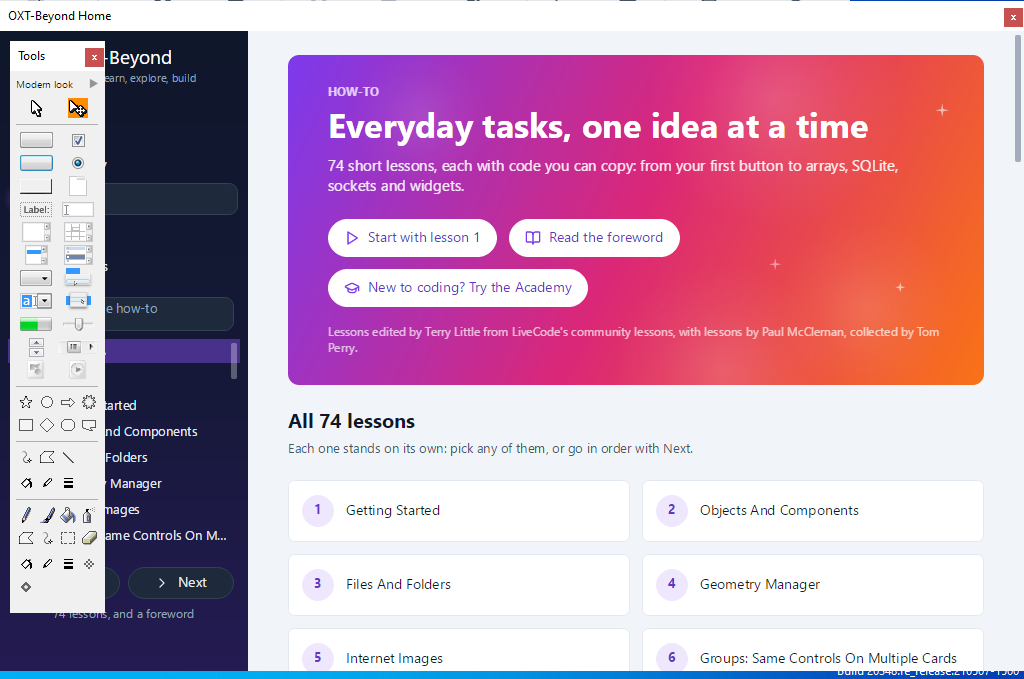 OXT-Beyond Home
Tools
-Beyond
earn, explore, build
Modern look
Label:
e how-to
arted
nd Components
Folders
y Manager
mages
ame Controls On M...
Next
74 lessons, and a foreword
HOW-TO
Everyday tasks, one idea at a time
74 short lessons, each with code you can copy: from your first button to arrays, SQLite,
sockets and widgets.
Start with lesson 1
Read the foreword
New to coding? Try the Academy
Lessons edited by Terry Little from LiveCode's community lessons, with lessons by Paul McClernan, collected by Tom
Perry.
All 74 lessons
Each one stands on its own: pick any of them, or go in order with Next.
1 Getting Started
2 Objects And Components
3 Files And Folders
4 Geometry Manager
5 Internet Images
6 Groups: Same Controls On Multiple Cards